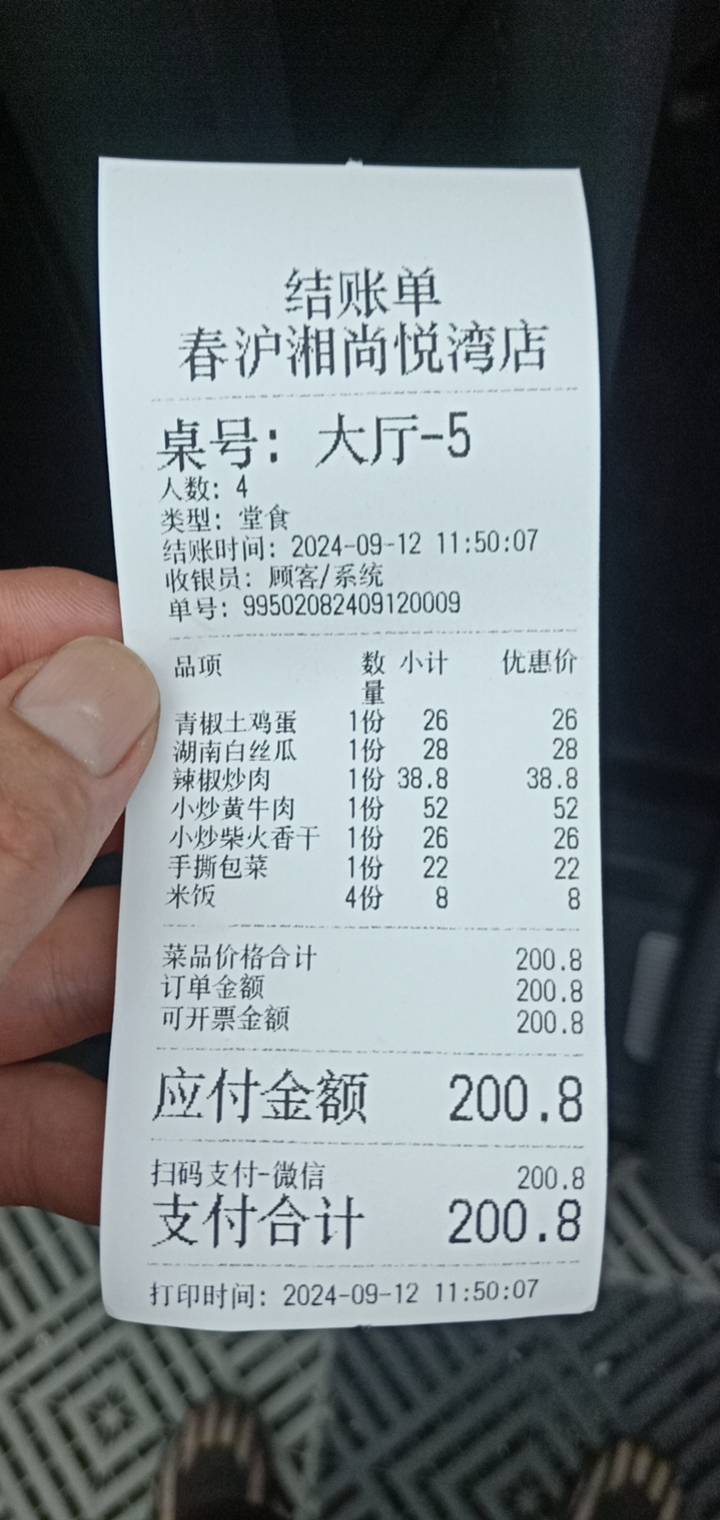 结账单
春沪湘尚悦湾店
桌号: 大厅-5
人数: 4
类型: 堂食
结账时间: 2024-09-12 11:50:07
收银员: 顾客/系统
单号: 99502082409120009
品项 数量 小计 优惠价
青椒土鸡蛋 1份 26 26
湖南白丝瓜 1份 28 28
辣椒炒肉 1份 38.8 38.8
小炒黄牛肉 1份 52 52
小炒柴火香干 1份 26 26
手撕包菜 1份 22 22
米饭 4份 8 8
菜品价格合计 200.8
订单金额 200.8
可开票金额 200.8
应付金额 200.8
扫码支付-微信 200.8
支付合计 200.8
打印时间: 2024-09-12 11:50:07